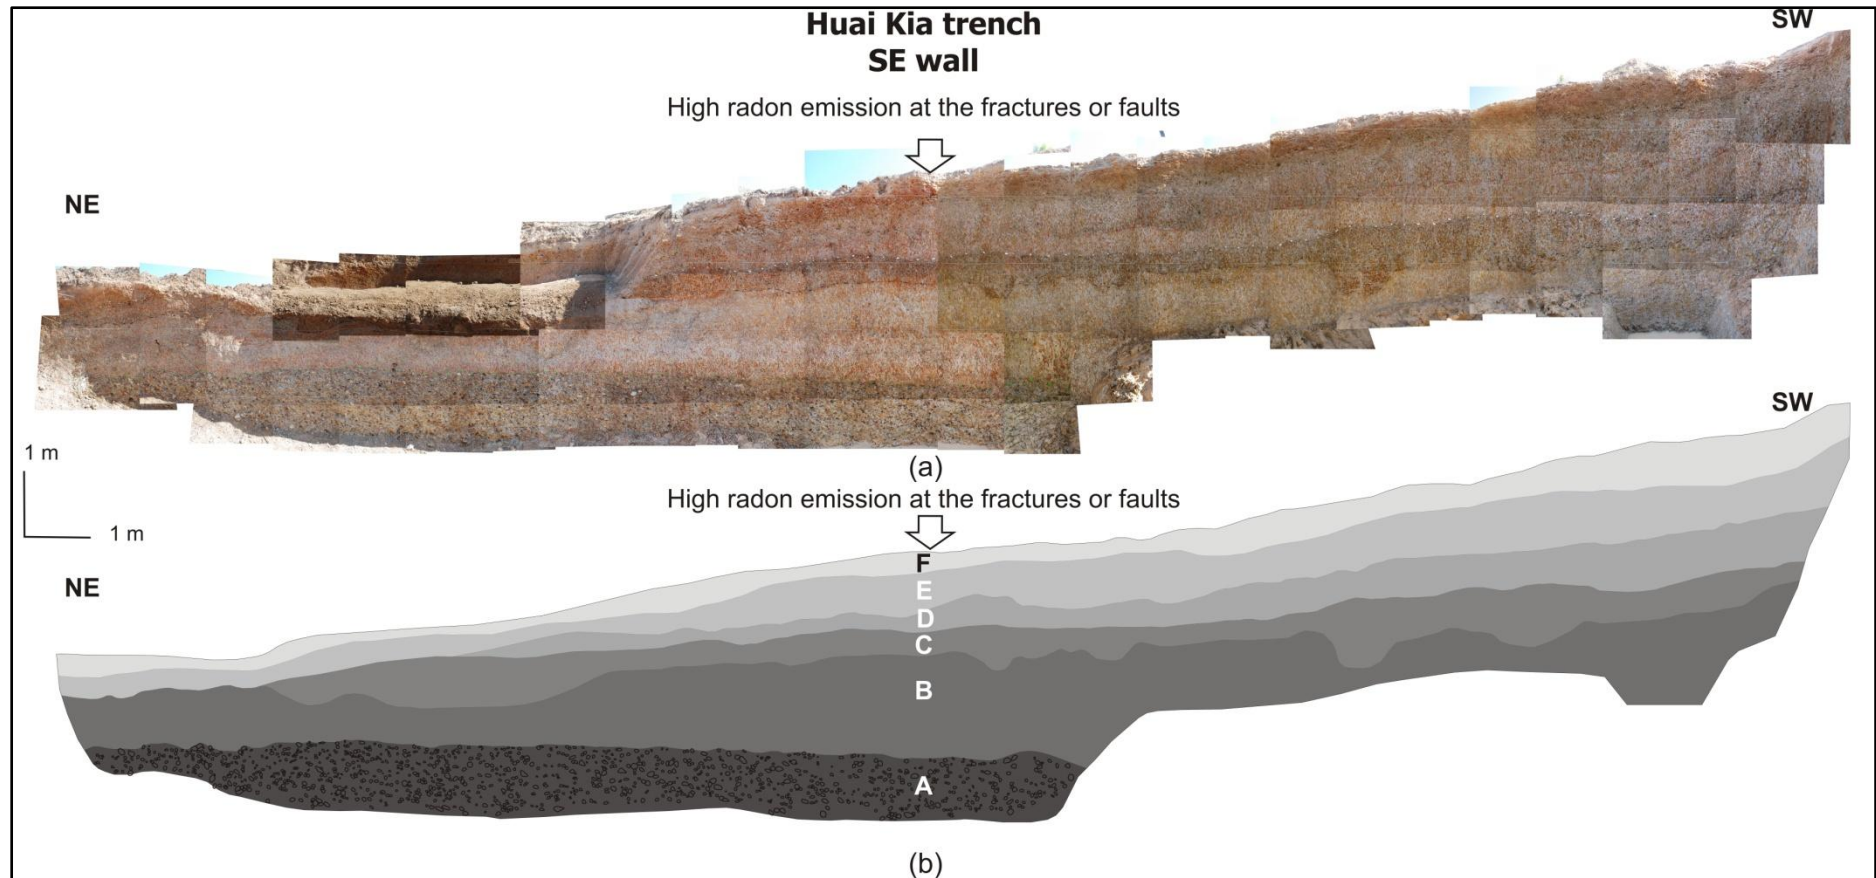 Huai Kia trench
SE wall
SW
High radon emission at the fractures or faults
NE
(a)
1 m
1 m
High radon emission at the fractures or faults
SW
NE
F
E
D
C
B
A
(b)